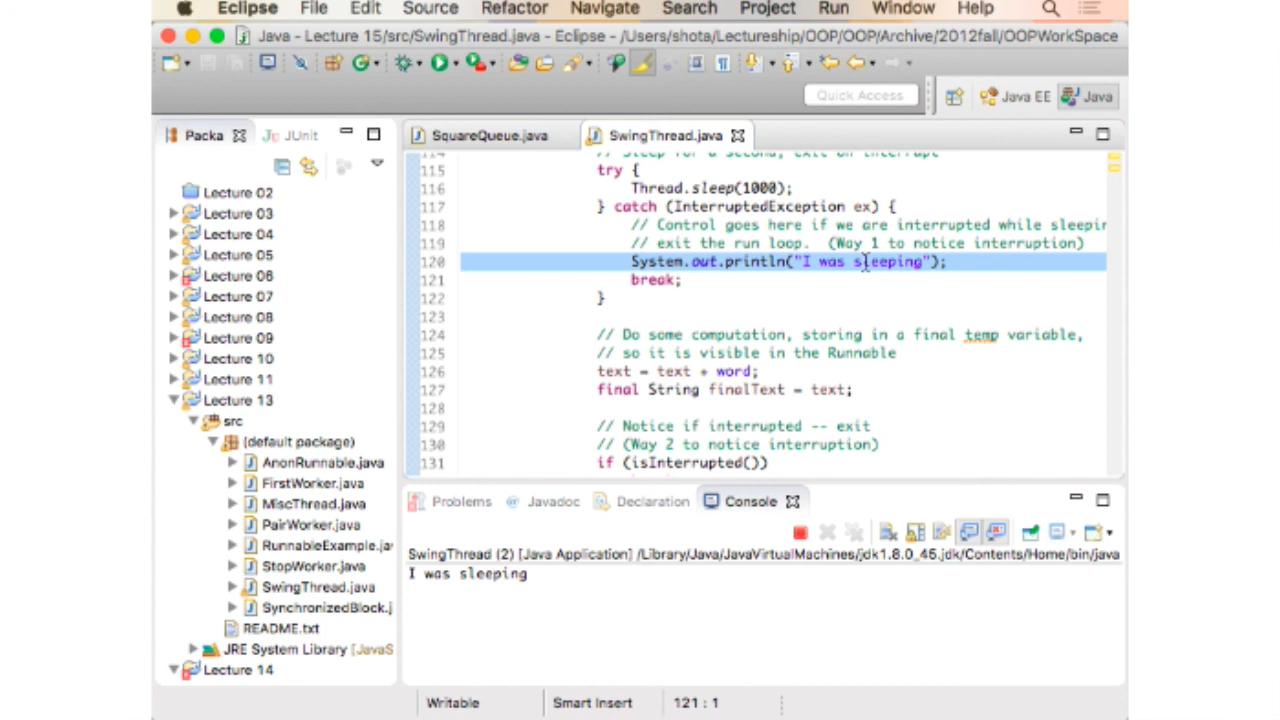 Eclipse File Edit Source Refactor Navigate Search Project Run Window Help
Java - Lecture 15/src/SwingThread.java - Eclipse - /Users/shota/Lectureship/OOP/OOP/Archive/2012fall/OOPWorkSpace
Quick Access
Java EE
Java
Packa
JUnit
Lecture 02
Lecture 03
Lecture 04
Lecture 05
Lecture 06
Lecture 07
Lecture 08
Lecture 09
Lecture 10
Lecture 11
Lecture 13
src
(default package)
AnonRunnable.java
FirstWorker.java
MiscThread.java
PairWorker.java
RunnableExample.ja
StopWorker.java
SwingThread.java
SynchronizedBlock.j
README.txt
JRE System Library [JavaS
Lecture 14
SquareQueue.java
SwingThread.java
114 // Sleep for a second, exit on interrupt
115 try {
116 Thread.sleep(1000);
117 } catch (InterruptedException ex) {
118 // Control goes here if we are interrupted while sleepin
119 // exit the run loop. (Way 1 to notice interruption)
120 System.out.println("I was sleeping");
121 break;
122 }
123
124 // Do some computation, storing in a final temp variable,
125 // so it is visible in the Runnable
126 text = text + word;
127 final String finalText = text;
128
129 // Notice if interrupted -- exit
130 // (Way 2 to notice interruption)
131 if (isInterrupted())
Problems
@ Javadoc
Declaration
Console
SwingThread (2) [Java Application] /Library/Java/JavaVirtualMachines/jdk1.8.0_45.jdk/Contents/Home/bin/java
I was sleeping
Writable
Smart Insert
121 : 1